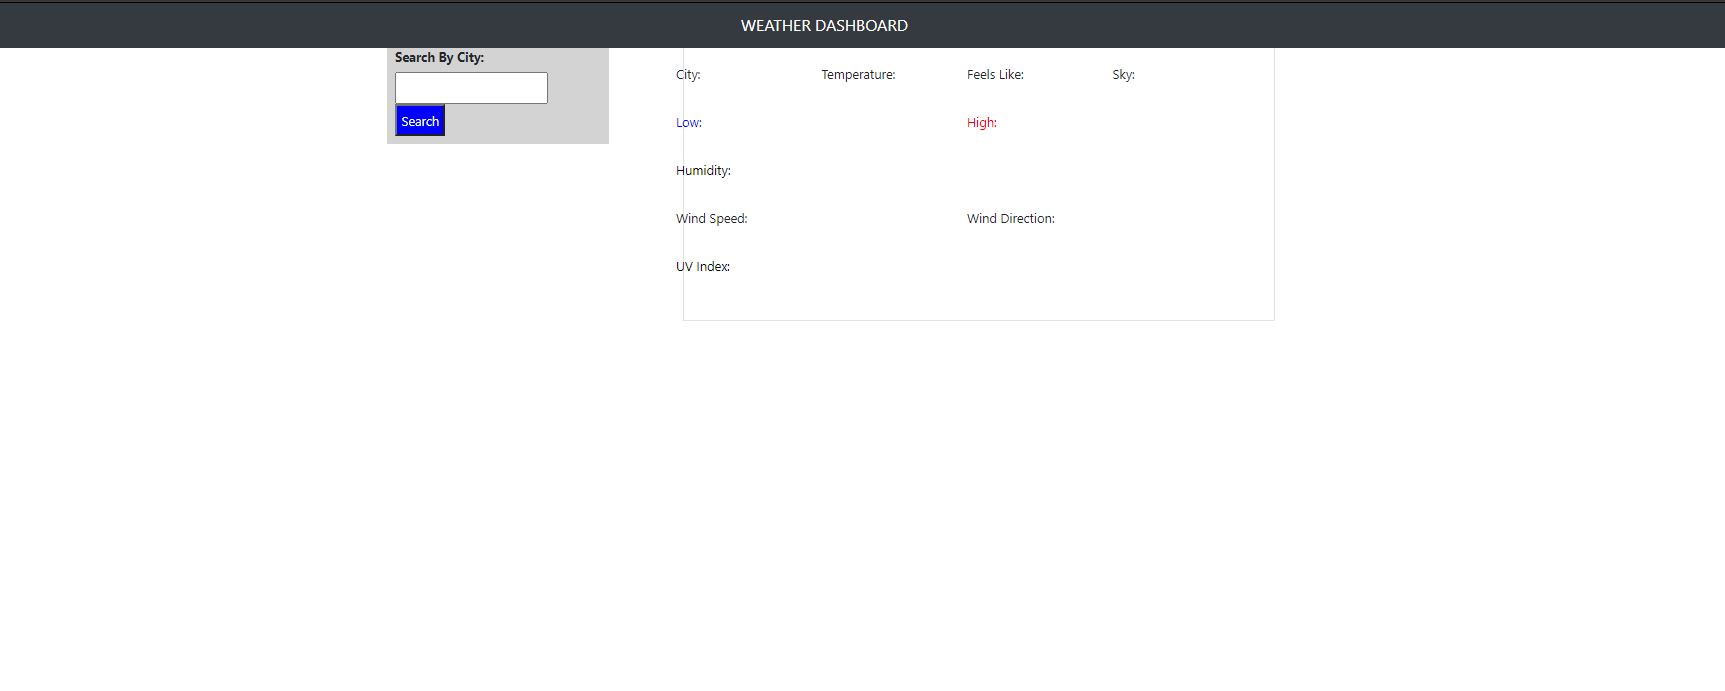 WEATHER DASHBOARD
Search By City:
Search
City: Temperature: Feels Like: Sky:
Low: High:
Humidity:
Wind Speed: Wind Direction:
UV Index: